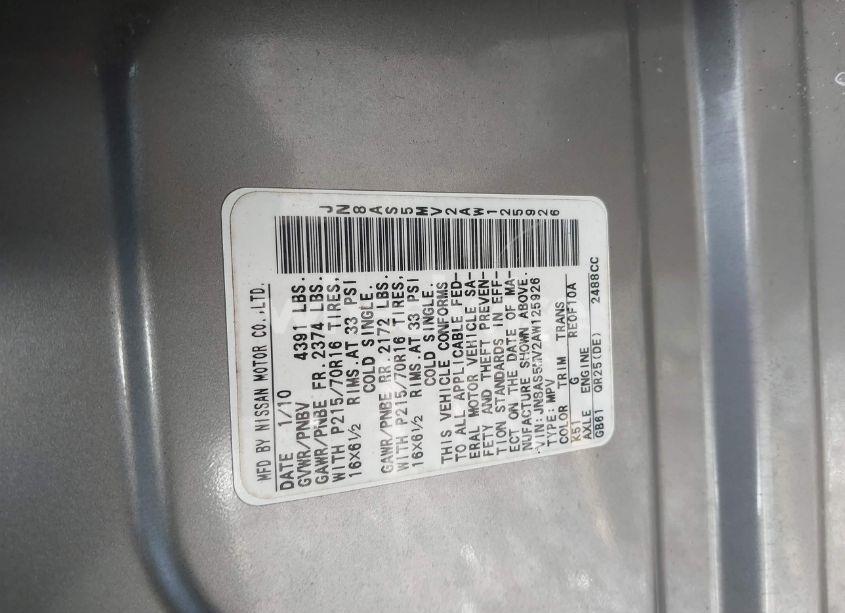 JN8AS5MV2AW125926
MFD BY NISSAN MOTOR CO.,LTD.
DATE 1/10
GVWR/PNBV 4391 LBS.
GAWR/PNBE FR. 2374 LBS.
WITH P215/70R16 TIRES,
16X6½ RIMS.AT 33 PSI
COLD SINGLE.
GAWR/PNBE RR. 2172 LBS.
WITH P215/70R16 TIRES,
16X6½ RIMS.AT 33 PSI
COLD SINGLE.
THIS VEHICLE CONFORMS
TO ALL APPLICABLE FED-
ERAL MOTOR VEHICLE SA-
FETY AND THEFT PREVEN-
TION STANDARDS IN EFF-
ECT ON THE DATE OF MA-
NUFACTURE SHOWN ABOVE.
VIN: JN8AS5MV2AW125926
TYPE: MPV
COLOR TRIM TRANS
K51 G RE0F10A
AXLE ENGINE
GB61 QR25(DE) 2488CC